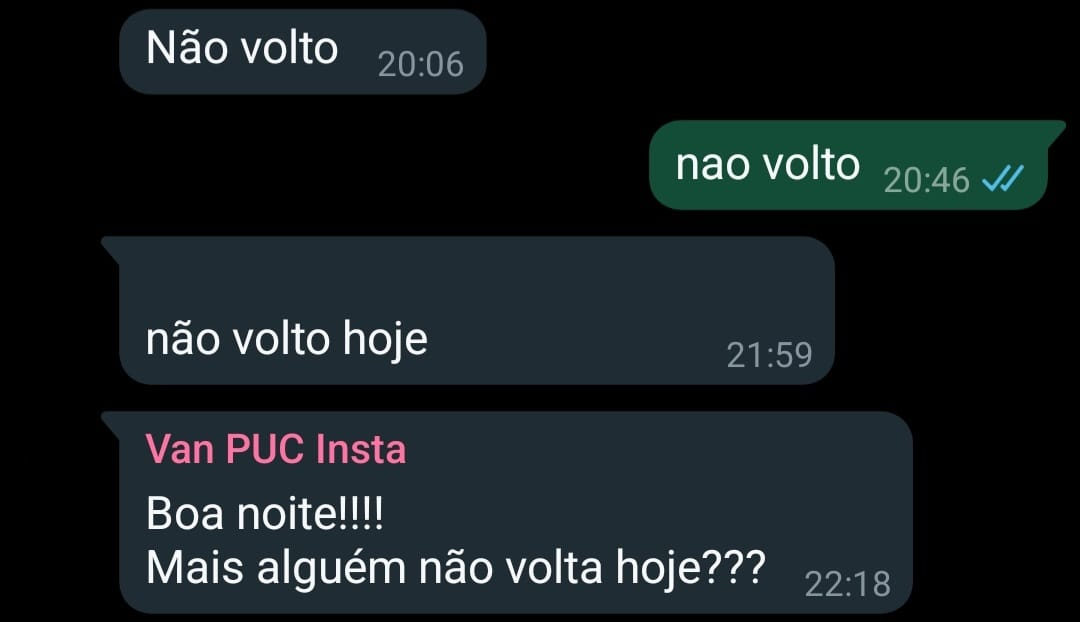 Não volto 20:06
nao volto 20:46
não volto hoje 21:59
Van PUC Insta
Boa noite!!!!
Mais alguém não volta hoje??? 22:18